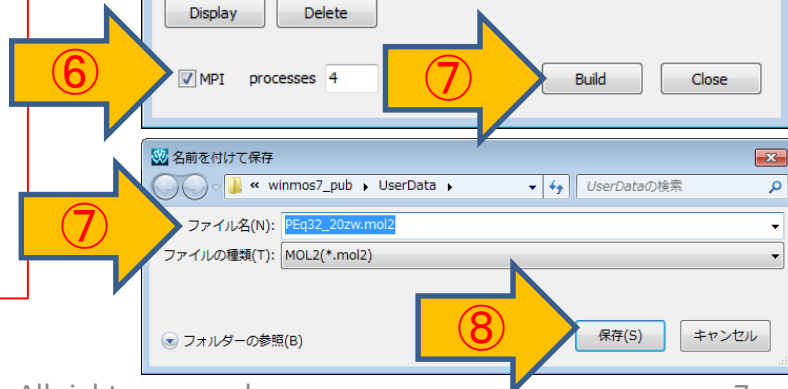 Display Delete
⑥ MPI processes 4 ⑦ Build Close
名前を付けて保存
« winmos7_pub UserData UserDataの検索
⑦ ファイル名(N): PEq32_20zw.mol2
ファイルの種類(T): MOL2(*.mol2)
フォルダーの参照(B) ⑧ 保存(S) キャンセル